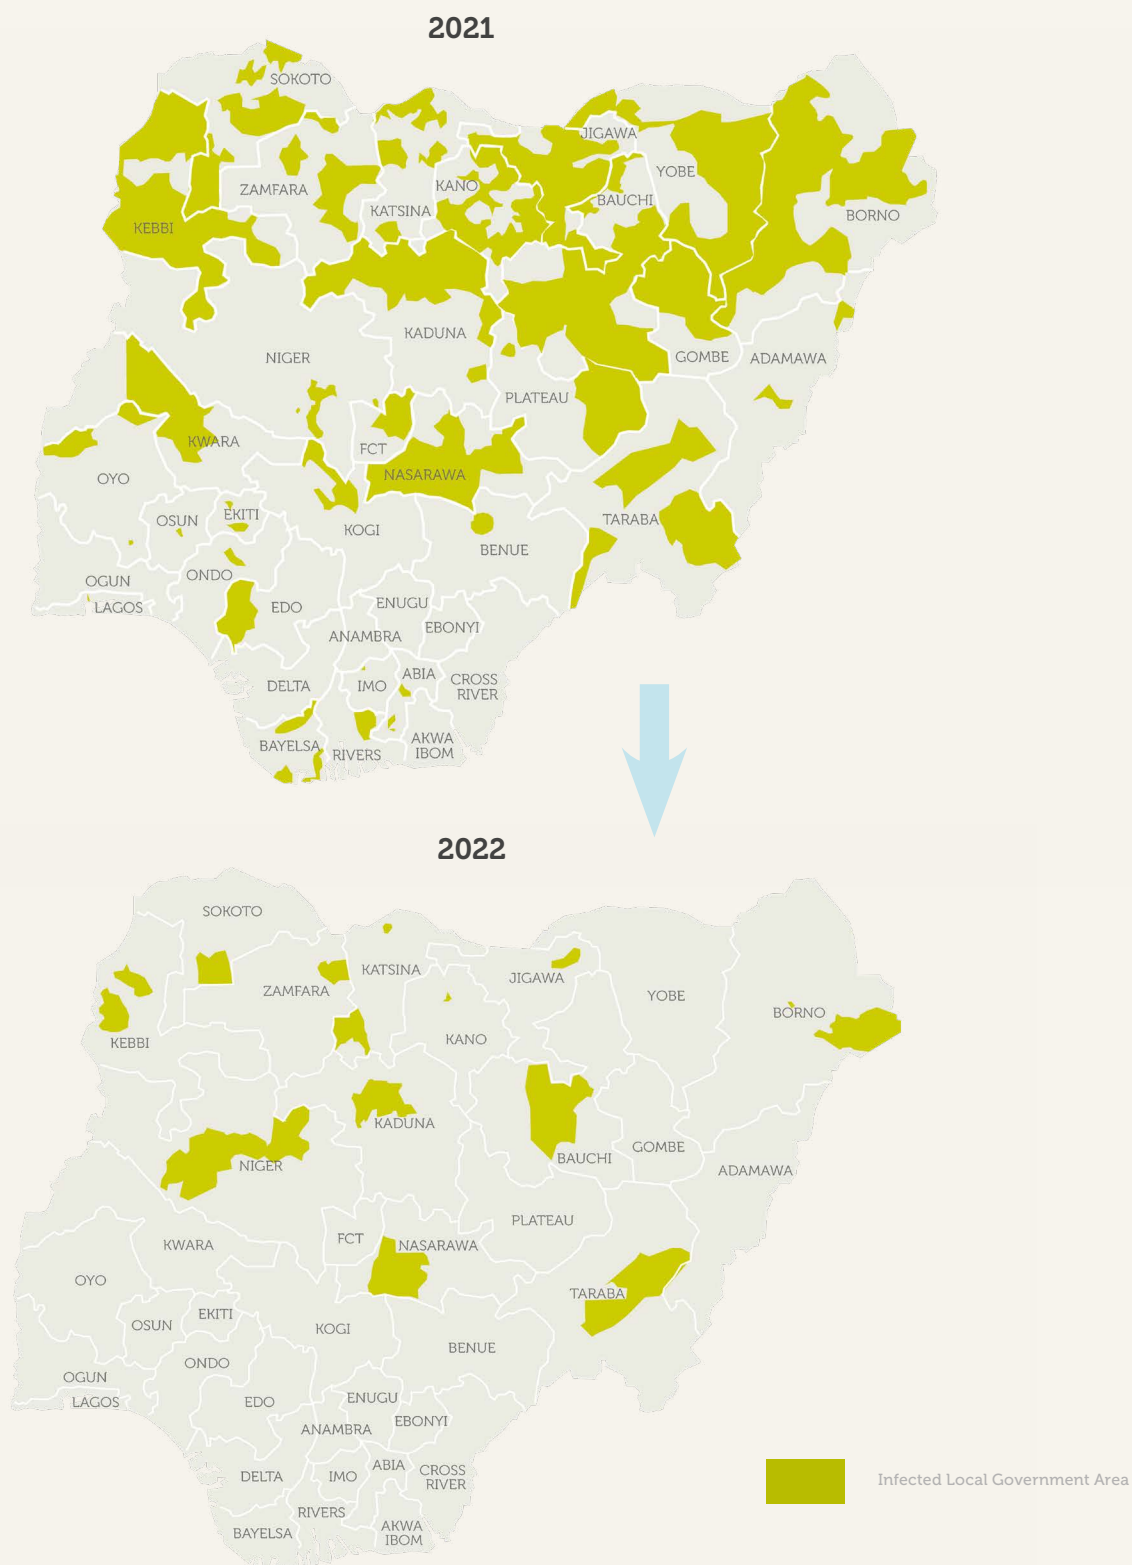 2021
SOKOTO
JIGAWA
YOBE
ZAMFARA
KANO
BAUCHI
KATSINA
BORNO
KEBBI
KADUNA
NIGER
GOMBE
ADAMAWA
PLATEAU
KWARA
FCT
NASARAWA
OYO
EKITI
OSUN
TARABA
KOGI
BENUE
ONDO
OGUN
LAGOS
EDO
ENUGU
EBONYI
ANAMBRA
ABIA
CROSS
RIVER
DELTA
IMO
AKWA
IBOM
BAYELSA
RIVERS
2022
SOKOTO
KATSINA
JIGAWA
ZAMFARA
YOBE
BORNO
KEBBI
KANO
KADUNA
GOMBE
BAUCHI
NIGER
ADAMAWA
PLATEAU
FCT
KWARA
NASARAWA
OYO
TARABA
EKITI
OSUN
KOGI
BENUE
ONDO
OGUN
LAGOS
EDO
ENUGU
EBONYI
ANAMBRA
ABIA
CROSS
RIVER
DELTA
IMO
RIVERS
AKWA
IBOM
BAYELSA
Infected Local Government Area